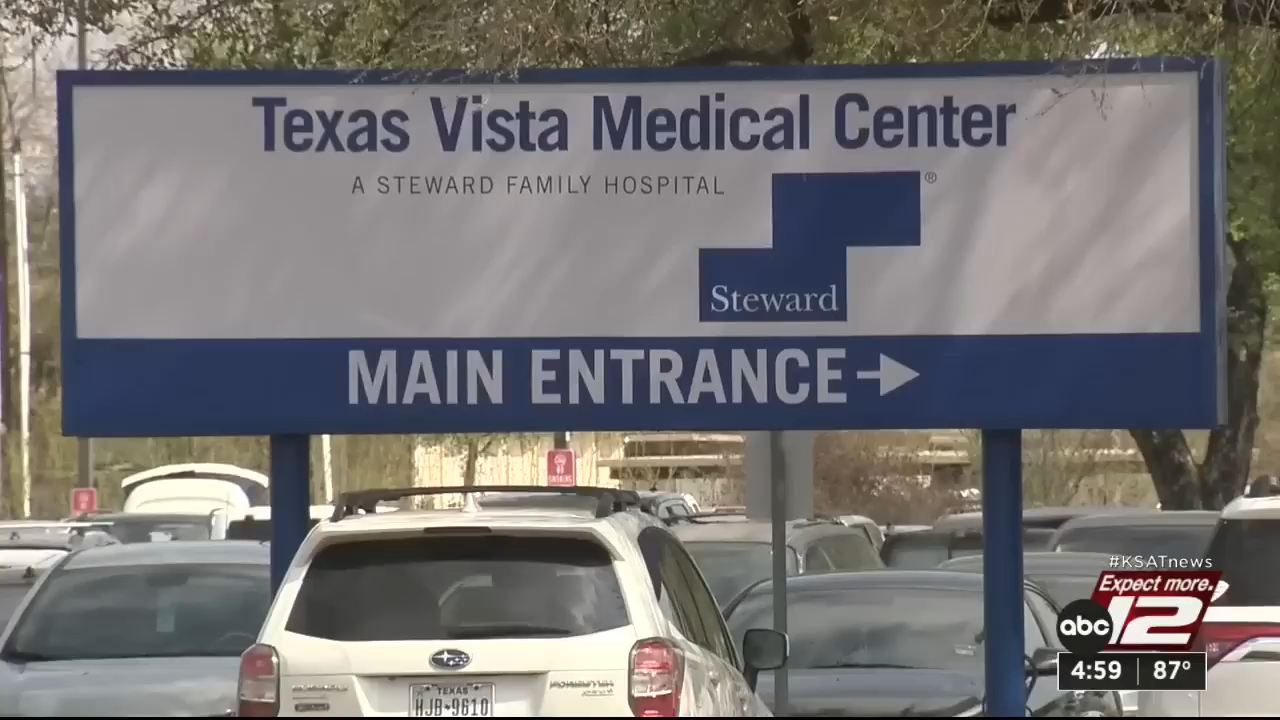 Texas Vista Medical Center
A STEWARD FAMILY HOSPITAL
®
Steward
MAIN ENTRANCE
TEXAS
HJB★9610
FORESTER
#KSATnews
Expect more.
abc 12
4:59 87°